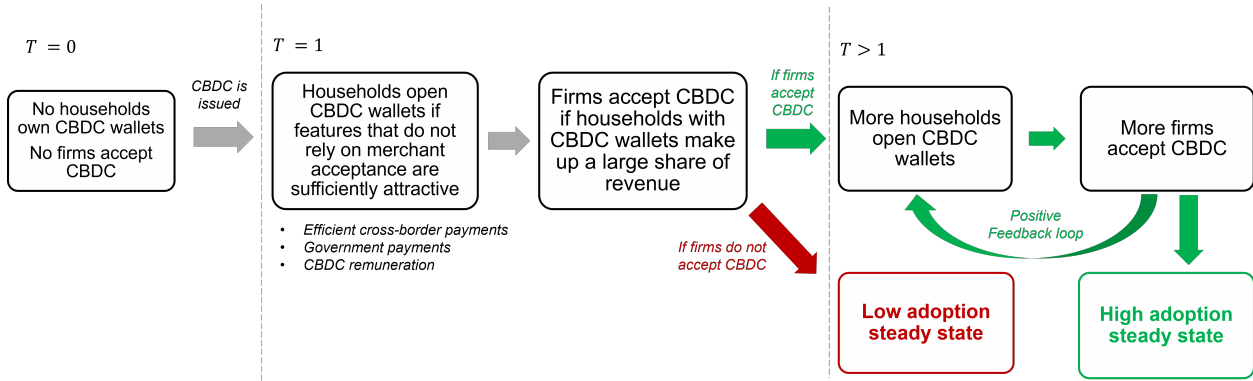 T = 0
No households
own CBDC wallets
No firms accept
CBDC
CBDC is
issued
T = 1
Households open
CBDC wallets if
features that do not
rely on merchant
acceptance are
sufficiently attractive
• Efficient cross-border payments
• Government payments
• CBDC remuneration
Firms accept CBDC
if households with
CBDC wallets make
up a large share of
revenue
If firms
accept
CBDC
If firms do not
accept CBDC
T > 1
More households
open CBDC
wallets
More firms
accept CBDC
Positive
Feedback loop
Low adoption
steady state
High adoption
steady state